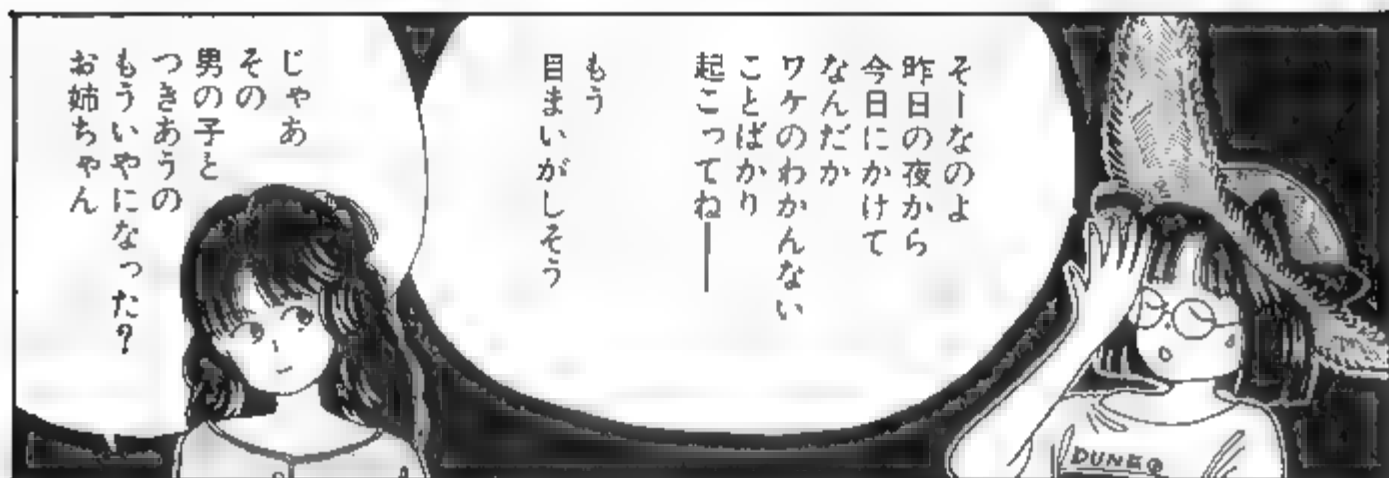 そーなのよ
昨日の夜から
今日にかけて
なんだか
ワケのわかんない
ことばかり
起こってね──
もう
目まいがしそう
じゃあ
その
男の子と
つきあうの
もういやになった?
お姉ちゃん